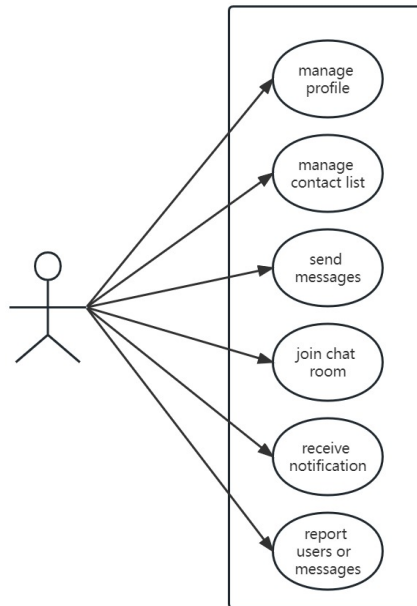 manage
profile
manage
contact list
send
messages
join chat
room
receive
notification
report
users or
messages